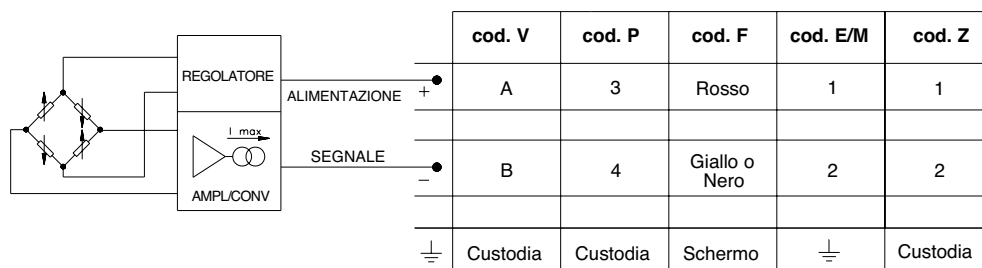 cod. V cod. P cod. F cod. E/M cod. Z
REGOLATORE
ALIMENTAZIONE + A 3 Rosso 1 1
I max
SEGNALE − B 4 Giallo o Nero 2 2
AMPL/CONV
Custodia Custodia Schermo Custodia